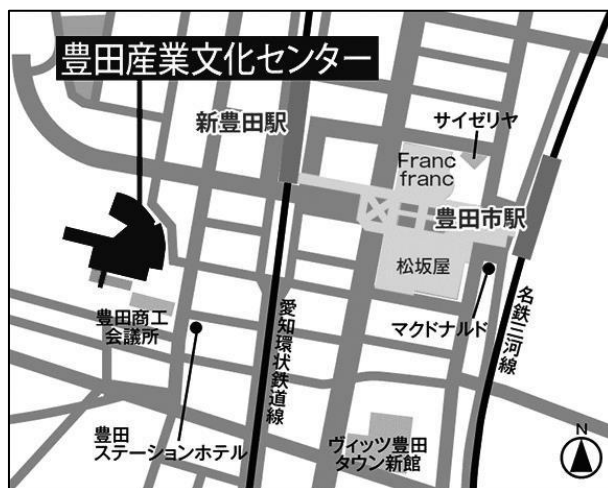 豊田産業文化センター
新豊田駅
サイゼリヤ
Franc
franc
豊田市駅
松坂屋
豊田商工
会議所
マクドナルド
愛知環状鉄道線
名鉄三河線
豊田
ステーションホテル
ヴィッツ豊田
タウン新館
N